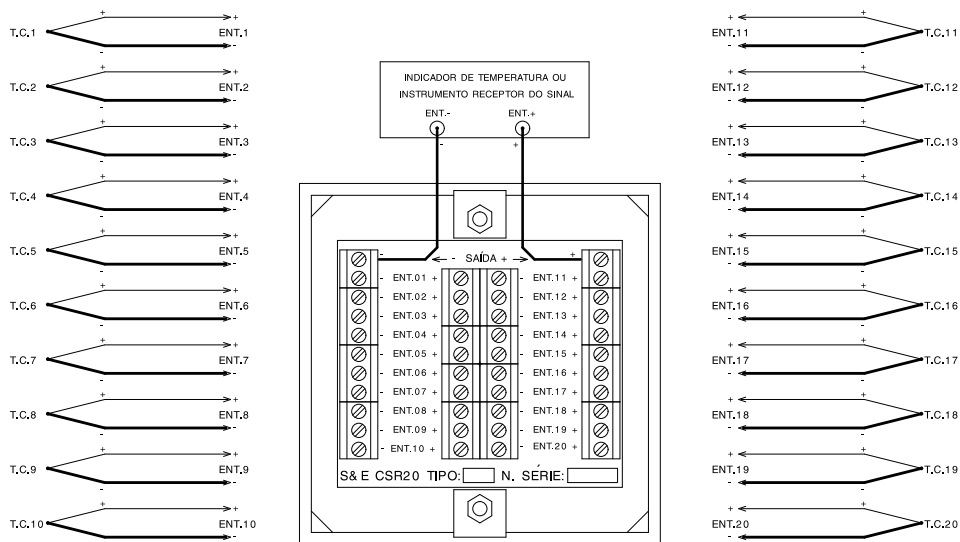 T.C.1 + - + ENT.1 -
T.C.2 + - + ENT.2 -
T.C.3 + - + ENT.3 -
T.C.4 + - + ENT.4 -
T.C.5 + - + ENT.5 -
T.C.6 + - + ENT.6 -
T.C.7 + - + ENT.7 -
T.C.8 + - + ENT.8 -
T.C.9 + - + ENT.9 -
T.C.10 + - + ENT.10 -
INDICADOR DE TEMPERATURA OU
INSTRUMENTO RECEPTOR DO SINAL
ENT.- ENT.+
- +
- - SAÍDA + +
- ENT.01 + - ENT.11 +
- ENT.02 + - ENT.12 +
- ENT.03 + - ENT.13 +
- ENT.04 + - ENT.14 +
- ENT.05 + - ENT.15 +
- ENT.06 + - ENT.16 +
- ENT.07 + - ENT.17 +
- ENT.08 + - ENT.18 +
- ENT.09 + - ENT.19 +
- ENT.10 + - ENT.20 +
S&E CSR20 TIPO: N. SÉRIE:
+ ENT.11 - + - T.C.11
+ ENT.12 - + - T.C.12
+ ENT.13 - + - T.C.13
+ ENT.14 - + - T.C.14
+ ENT.15 - + - T.C.15
+ ENT.16 - + - T.C.16
+ ENT.17 - + - T.C.17
+ ENT.18 - + - T.C.18
+ ENT.19 - + - T.C.19
+ ENT.20 - + - T.C.20